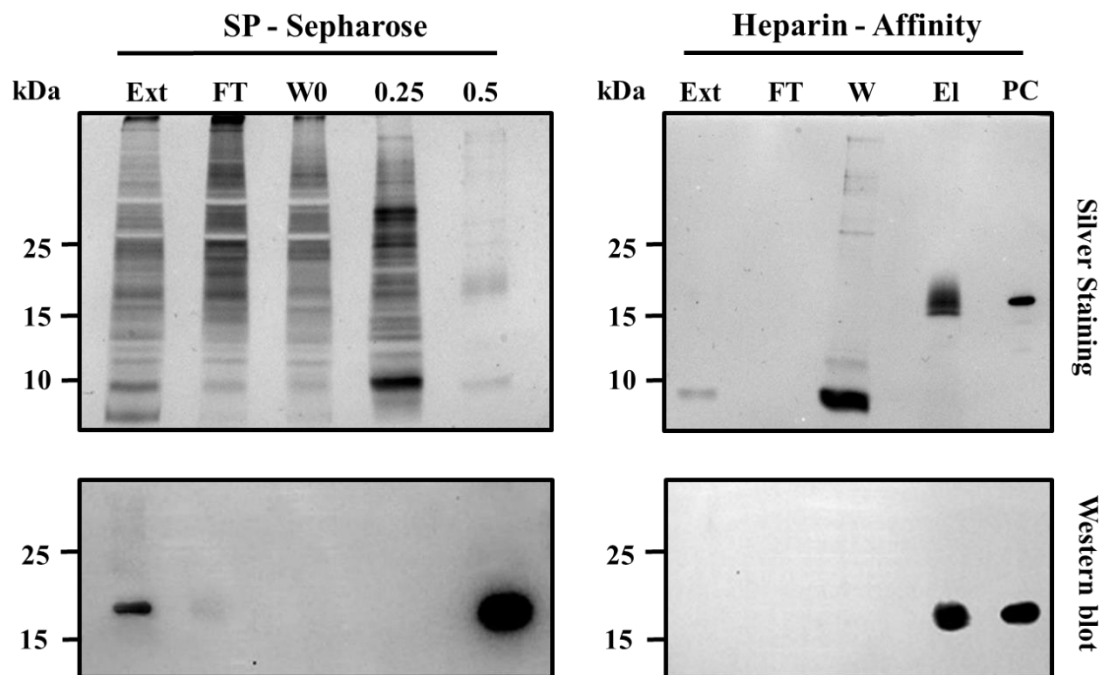 SP - Sepharose
kDa Ext FT W0 0.25 0.5
25
15
10
25
15
Heparin - Affinity
kDa Ext FT W El PC
25
15
10
Silver Staining
25
15
Western blot